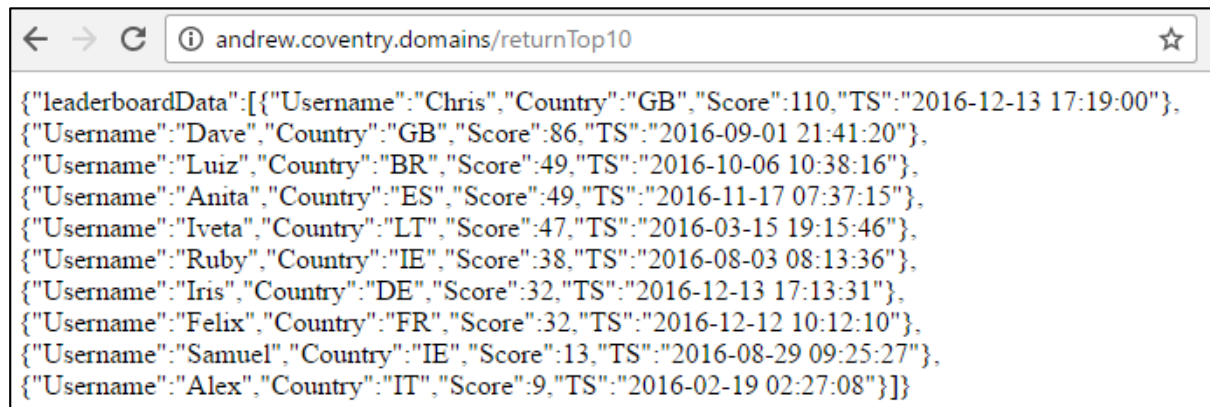 andrew.coventry.domains/returnTop10
{"leaderboardData":[{"Username":"Chris","Country":"GB","Score":110,"TS":"2016-12-13 17:19:00"},
{"Username":"Dave","Country":"GB","Score":86,"TS":"2016-09-01 21:41:20"},
{"Username":"Luiz","Country":"BR","Score":49,"TS":"2016-10-06 10:38:16"},
{"Username":"Anita","Country":"ES","Score":49,"TS":"2016-11-17 07:37:15"},
{"Username":"Iveta","Country":"LT","Score":47,"TS":"2016-03-15 19:15:46"},
{"Username":"Ruby","Country":"IE","Score":38,"TS":"2016-08-03 08:13:36"},
{"Username":"Iris","Country":"DE","Score":32,"TS":"2016-12-13 17:13:31"},
{"Username":"Felix","Country":"FR","Score":32,"TS":"2016-12-12 10:12:10"},
{"Username":"Samuel","Country":"IE","Score":13,"TS":"2016-08-29 09:25:27"},
{"Username":"Alex","Country":"IT","Score":9,"TS":"2016-02-19 02:27:08"}]}